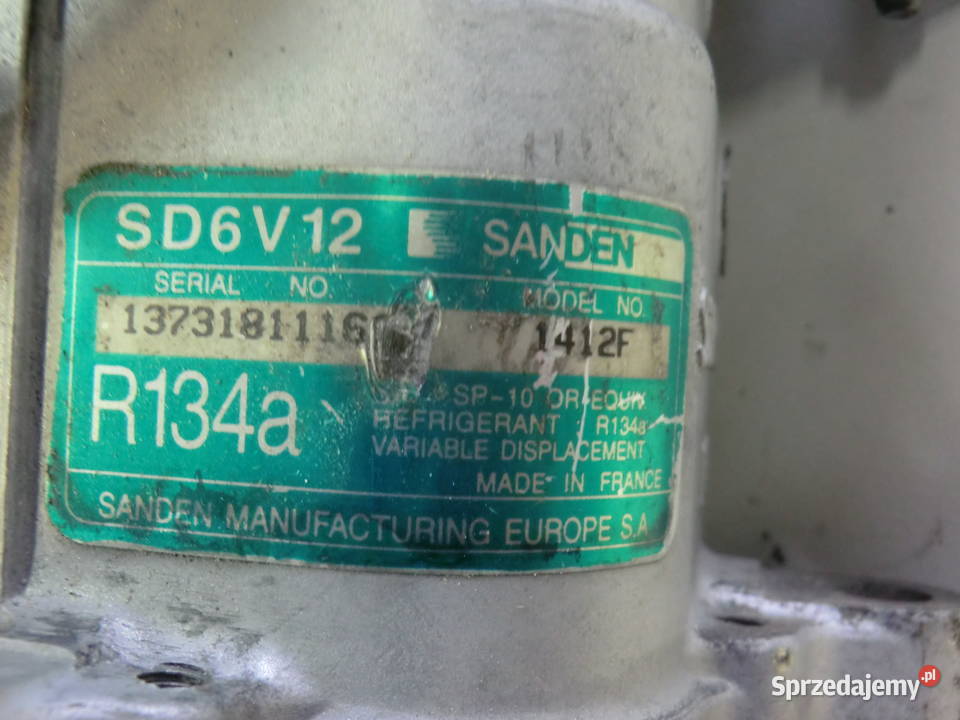 SD6V12 SANDEN
SERIAL NO. MODEL NO.
1412F
R134a
SP-10 OR EQUIV
REFRIGERANT R134a
VARIABLE DISPLACEMENT
MADE IN FRANCE
SANDEN MANUFACTURING EUROPE S.A.
Sprzedajemy.pl